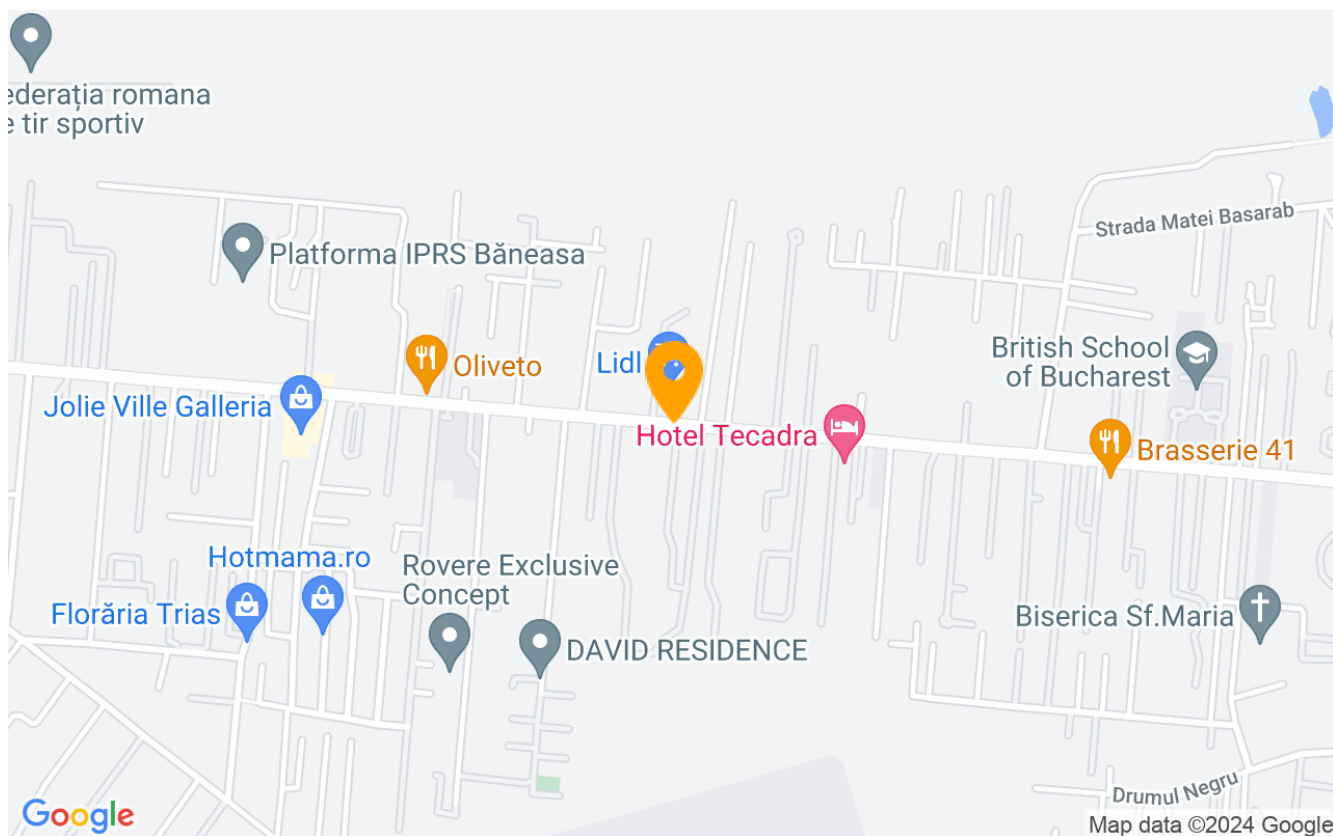 ederația romana
e tir sportiv
Strada Matei Basarab
Platforma IPRS Băneasa
British School
of Bucharest
Lidl
Oliveto
Jolie Ville Galleria
Hotel Tecadra
Brasserie 41
Hotmama.ro
Rovere Exclusive
Concept
Florăria Trias
Biserica Sf.Maria
DAVID RESIDENCE
Drumul Negru
Google
Map data ©2024 Google